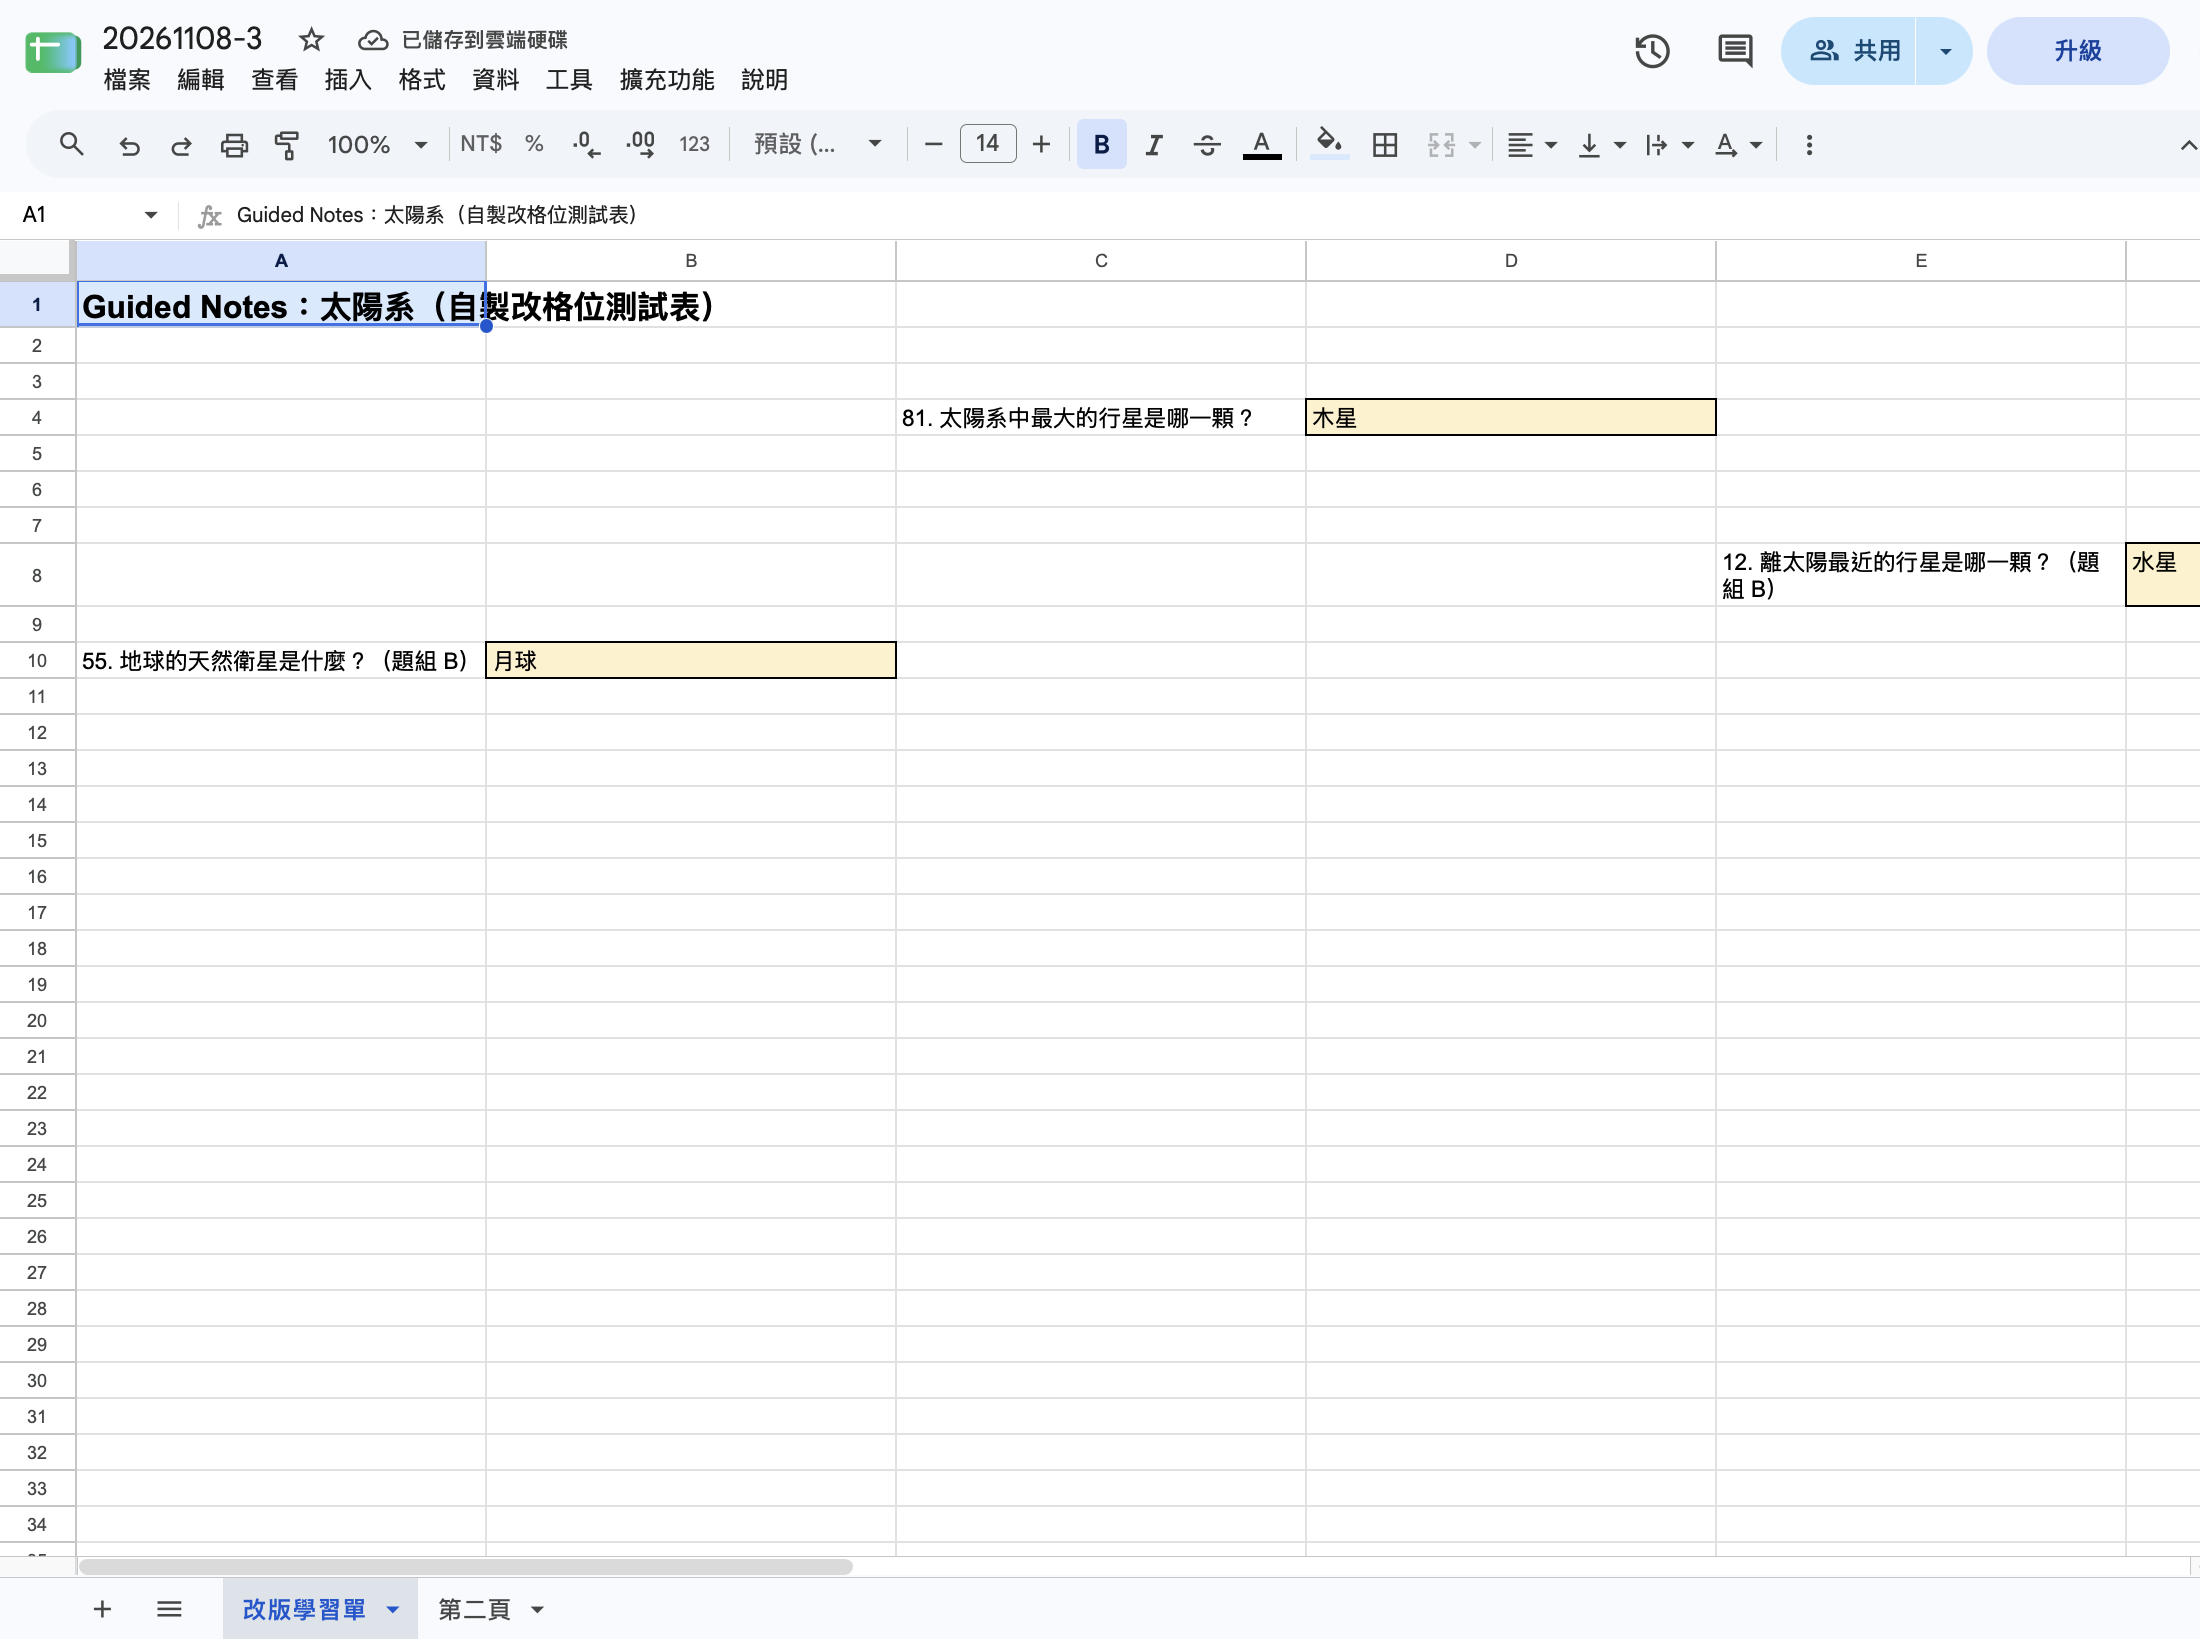 20261108-3 已儲存到雲端硬碟
檔案 編輯 查看 插入 格式 資料 工具 擴充功能 說明
共用 升級
100% NT$ % .0 .00 123 預設 (... 14 B I A A
A1 fx Guided Notes：太陽系（自製改格位測試表）
A B C D E
1 Guided Notes：太陽系（自製改格位測試表）
2
3
4 81. 太陽系中最大的行星是哪一顆？ 木星
5
6
7
8 12. 離太陽最近的行星是哪一顆？（題 水星
組 B）
9
10 55. 地球的天然衛星是什麼？（題組 B） 月球
11
12
13
14
15
16
17
18
19
20
21
22
23
24
25
26
27
28
29
30
31
32
33
34
改版學習單 第二頁